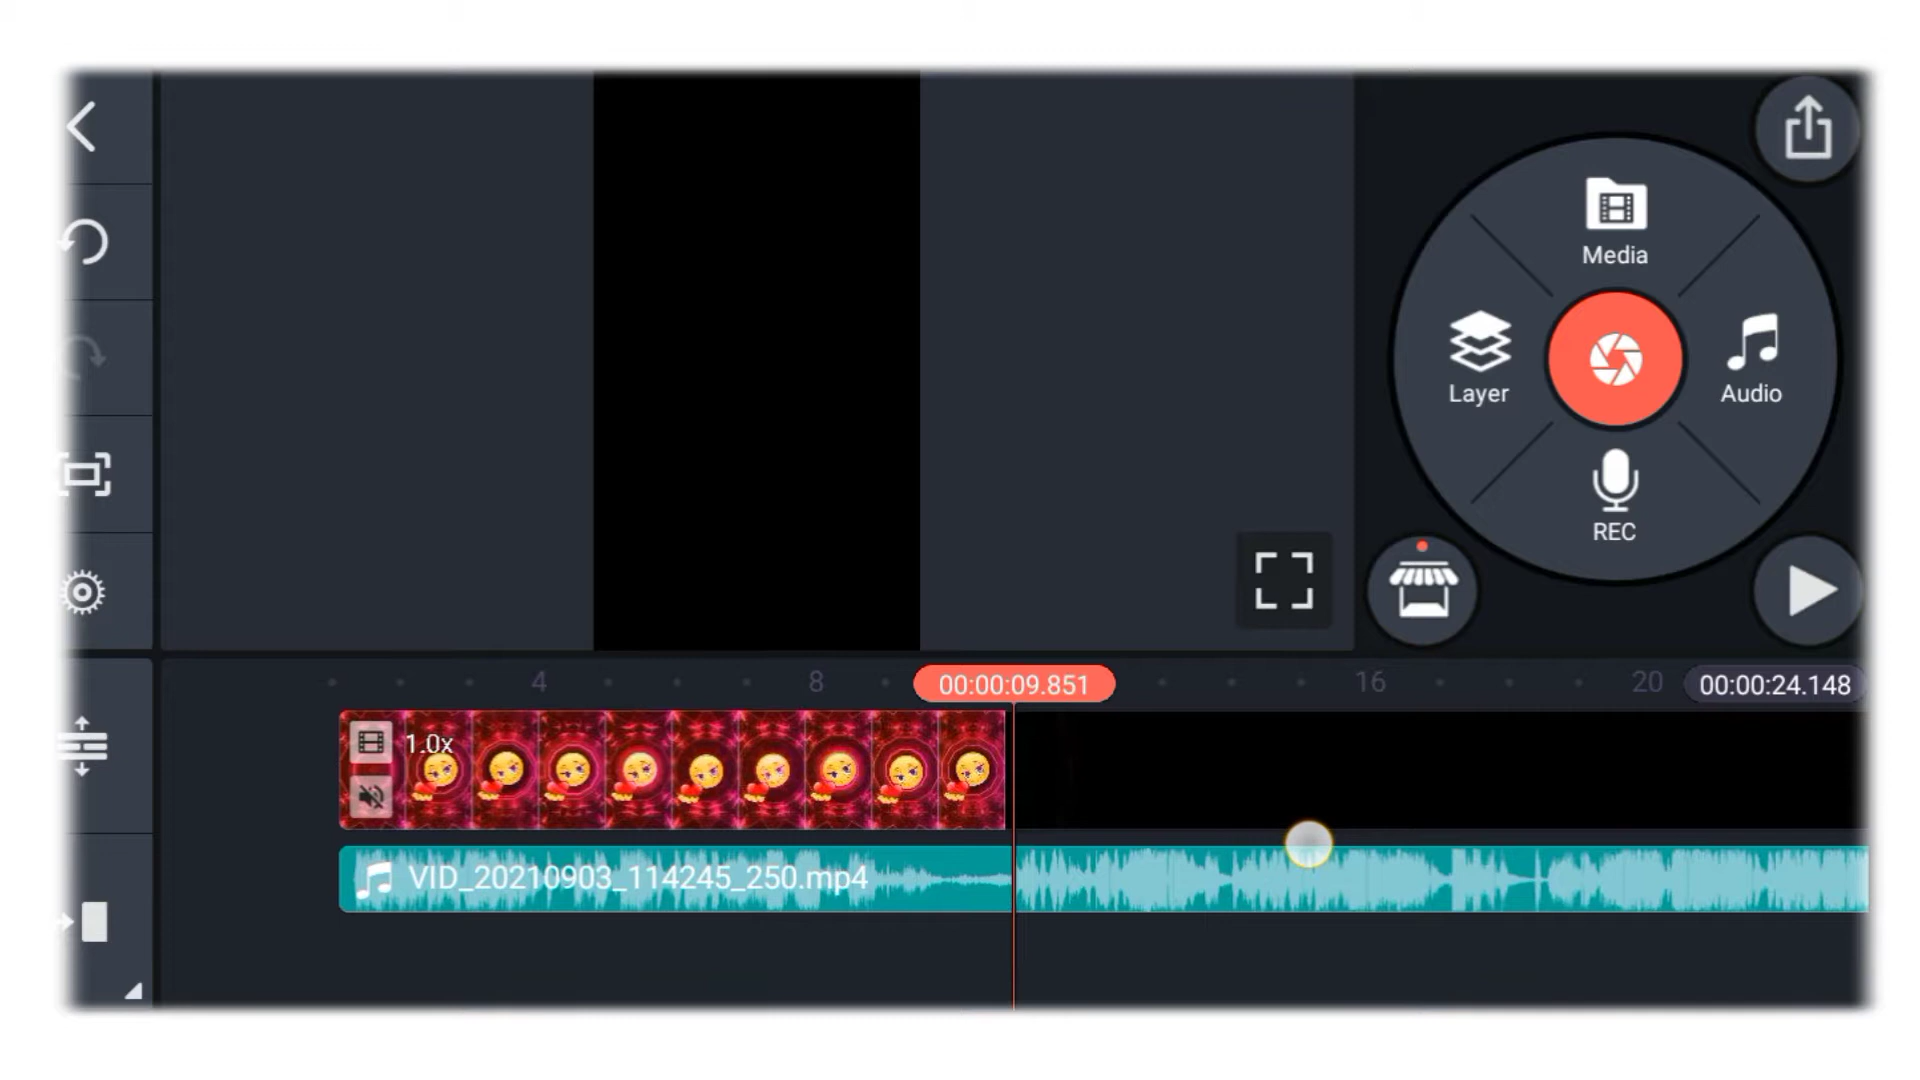 Media
Layer
Audio
REC
4
8
00:00:09.851
16
20
00:00:24.148
1.0x
VID_20210903_114245_250.mp4